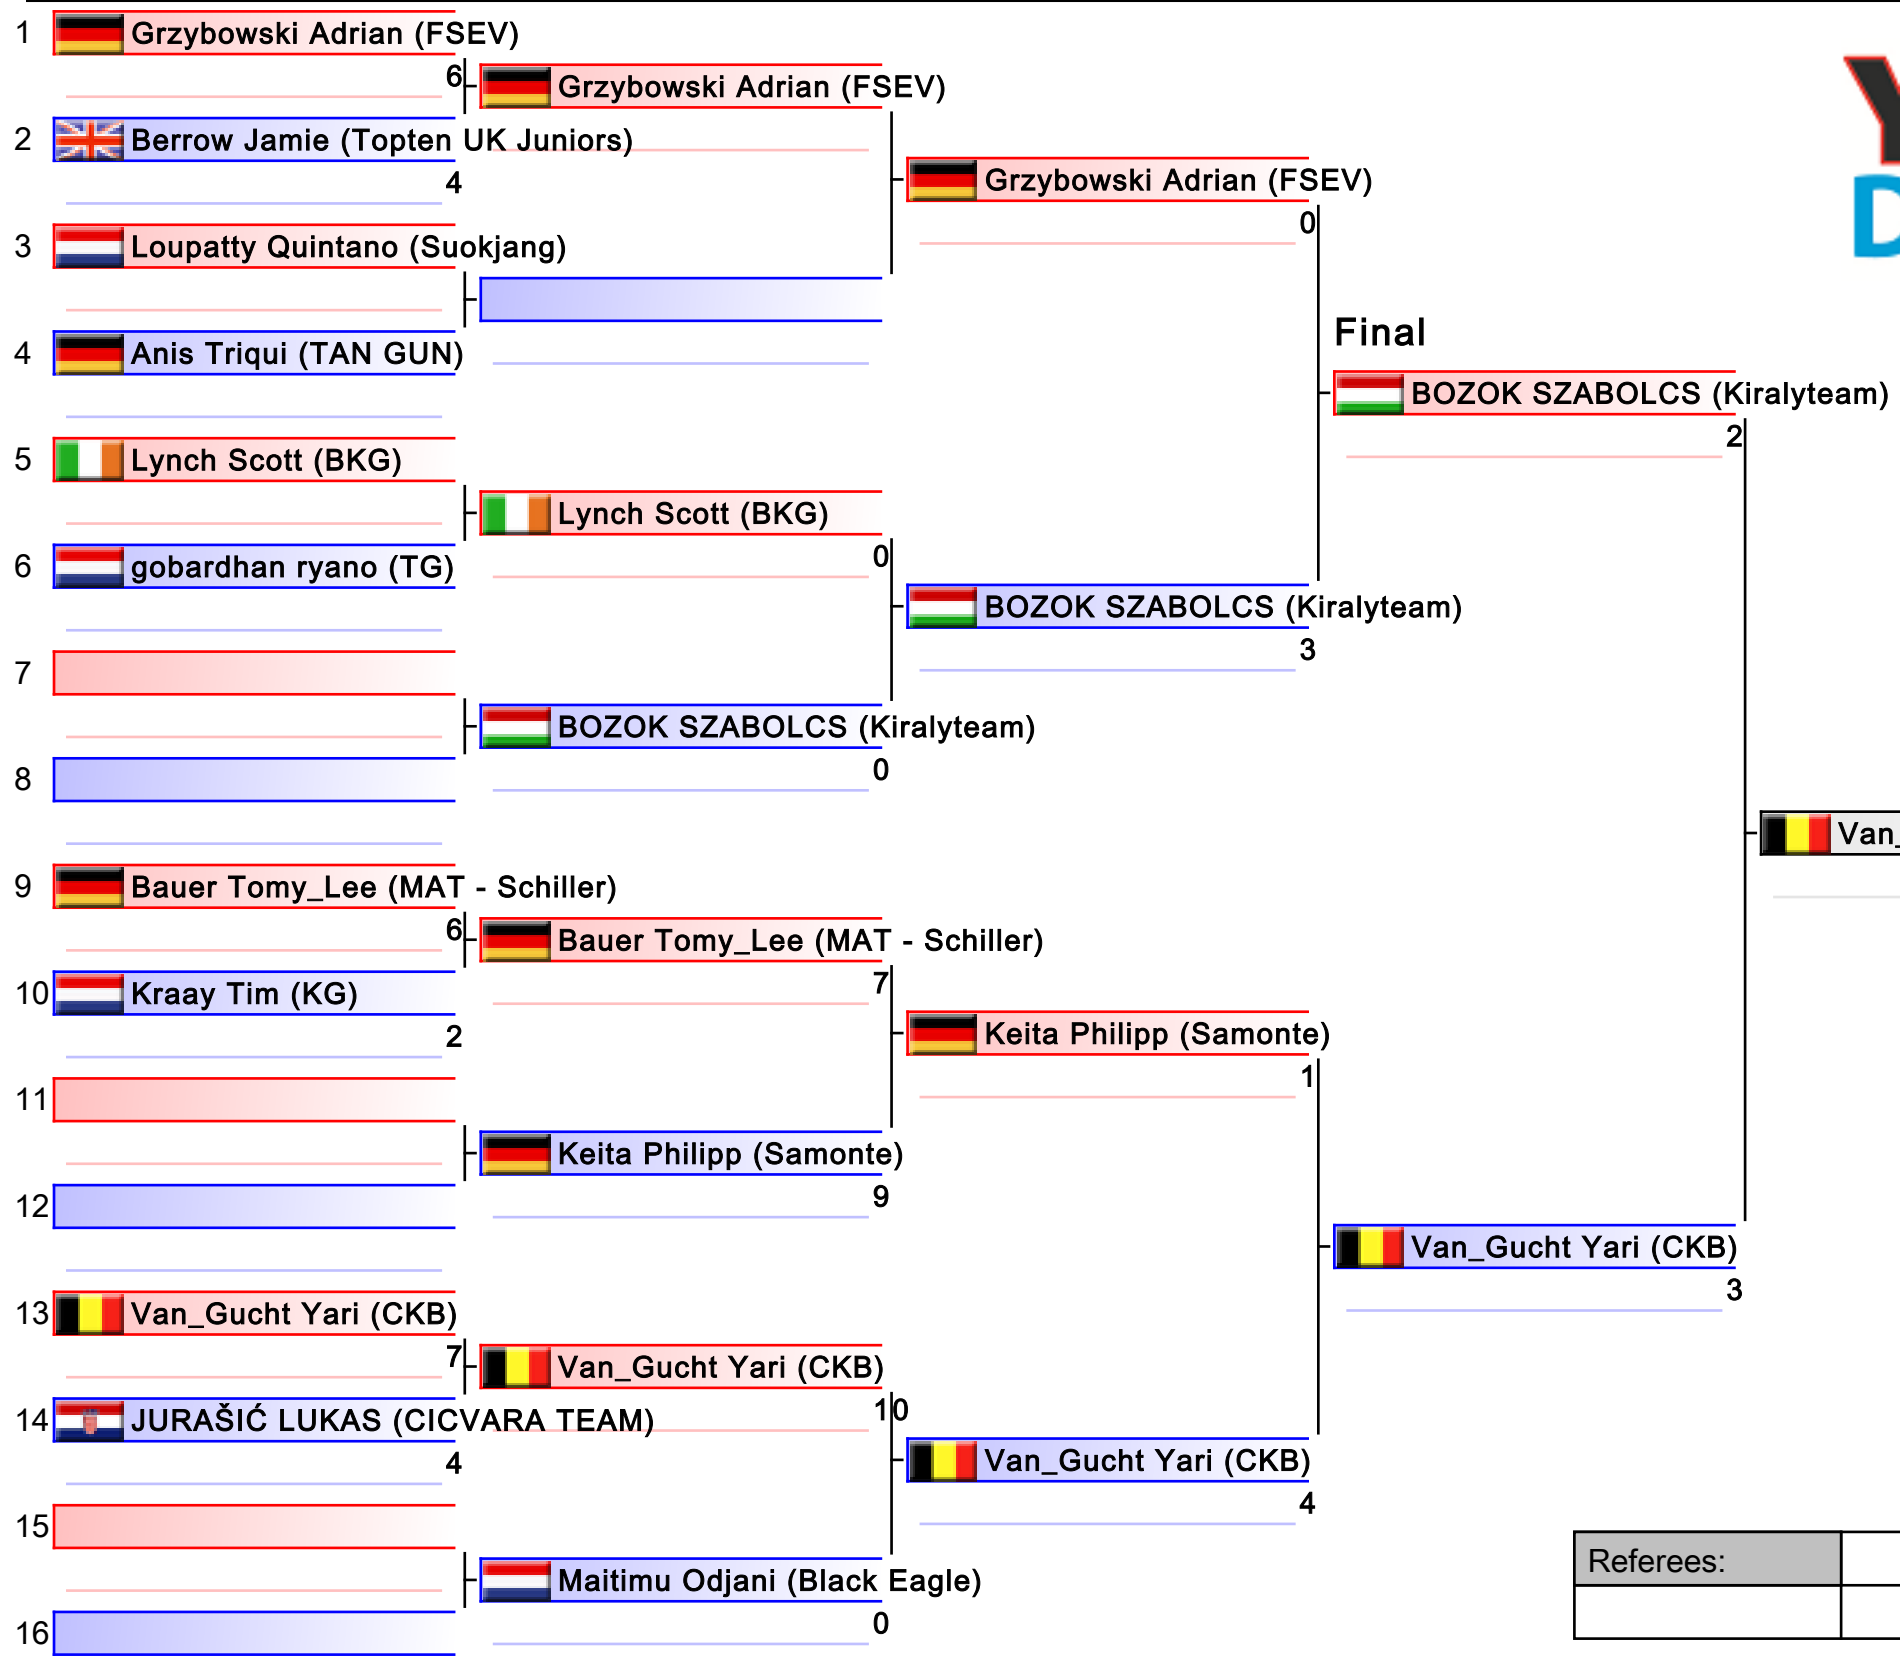 1 Grzybowski Adrian (FSEV)
6 Grzybowski Adrian (FSEV)
2 Berrow Jamie (Topten UK Juniors)
4
Grzybowski Adrian (FSEV)
0
3 Loupatty Quintano (Suokjang)
4 Anis Triqui (TAN GUN)
Final
BOZOK SZABOLCS (Kiralyteam)
2
5 Lynch Scott (BKG)
Lynch Scott (BKG)
0
6 gobardhan ryano (TG)
BOZOK SZABOLCS (Kiralyteam)
3
7
BOZOK SZABOLCS (Kiralyteam)
0
8
Van_
9 Bauer Tomy_Lee (MAT - Schiller)
6 Bauer Tomy_Lee (MAT - Schiller)
7
10 Kraay Tim (KG)
2
Keita Philipp (Samonte)
1
11
Keita Philipp (Samonte)
9
12
Van_Gucht Yari (CKB)
3
13 Van_Gucht Yari (CKB)
7 Van_Gucht Yari (CKB)
10
14 JURAŠIĆ LUKAS (CICVARA TEAM)
4
Van_Gucht Yari (CKB)
4
15
Maitimu Odjani (Black Eagle)
0
16
Referees: